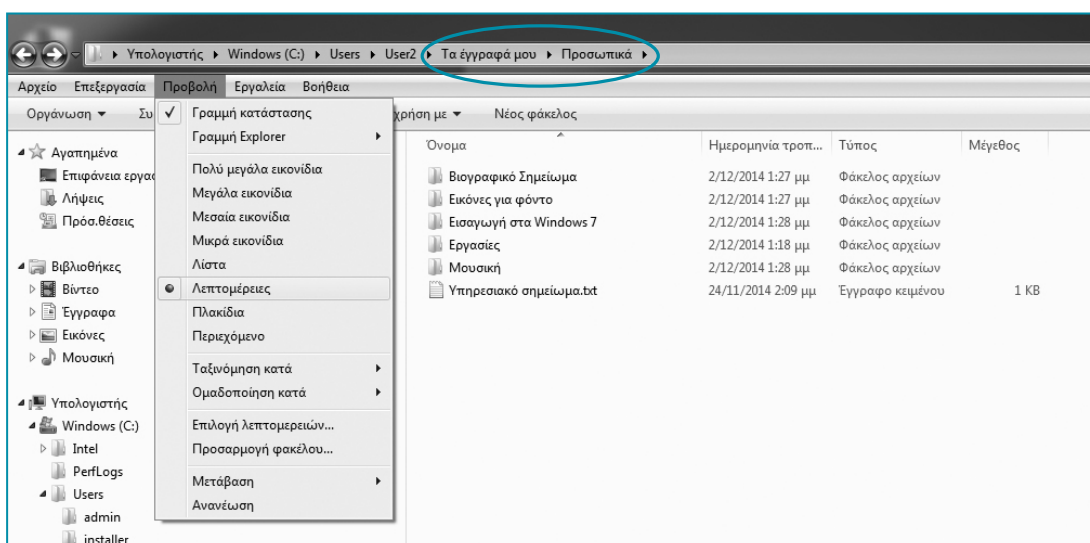 Υπολογιστής Windows (C:) Users User2 Τα έγγραφά μου Προσωπικά
Αρχείο Επεξεργασία Προβολή Εργαλεία Βοήθεια
Οργάνωση Συ χρήση με Νέος φάκελος
Αγαπημένα
Επιφάνεια εργασ
Λήψεις
Πρόσ.θέσεις
Βιβλιοθήκες
Βίντεο
Έγγραφα
Εικόνες
Μουσική
Υπολογιστής
Windows (C:)
Intel
PerfLogs
Users
admin
installer
Γραμμή κατάστασης
Γραμμή Explorer
Πολύ μεγάλα εικονίδια
Μεγάλα εικονίδια
Μεσαία εικονίδια
Μικρά εικονίδια
Λίστα
Λεπτομέρειες
Πλακίδια
Περιεχόμενο
Ταξινόμηση κατά
Ομαδοποίηση κατά
Επιλογή λεπτομερειών...
Προσαρμογή φακέλου...
Μετάβαση
Ανανέωση
Όνομα Ημερομηνία τροπ... Τύπος Μέγεθος
Βιογραφικό Σημείωμα 2/12/2014 1:27 μμ Φάκελος αρχείων
Εικόνες για φόντο 2/12/2014 1:27 μμ Φάκελος αρχείων
Εισαγωγή στα Windows 7 2/12/2014 1:28 μμ Φάκελος αρχείων
Εργασίες 2/12/2014 1:18 μμ Φάκελος αρχείων
Μουσική 2/12/2014 1:28 μμ Φάκελος αρχείων
Υπηρεσιακό σημείωμα.txt 24/11/2014 2:09 μμ Έγγραφο κειμένου 1 KB